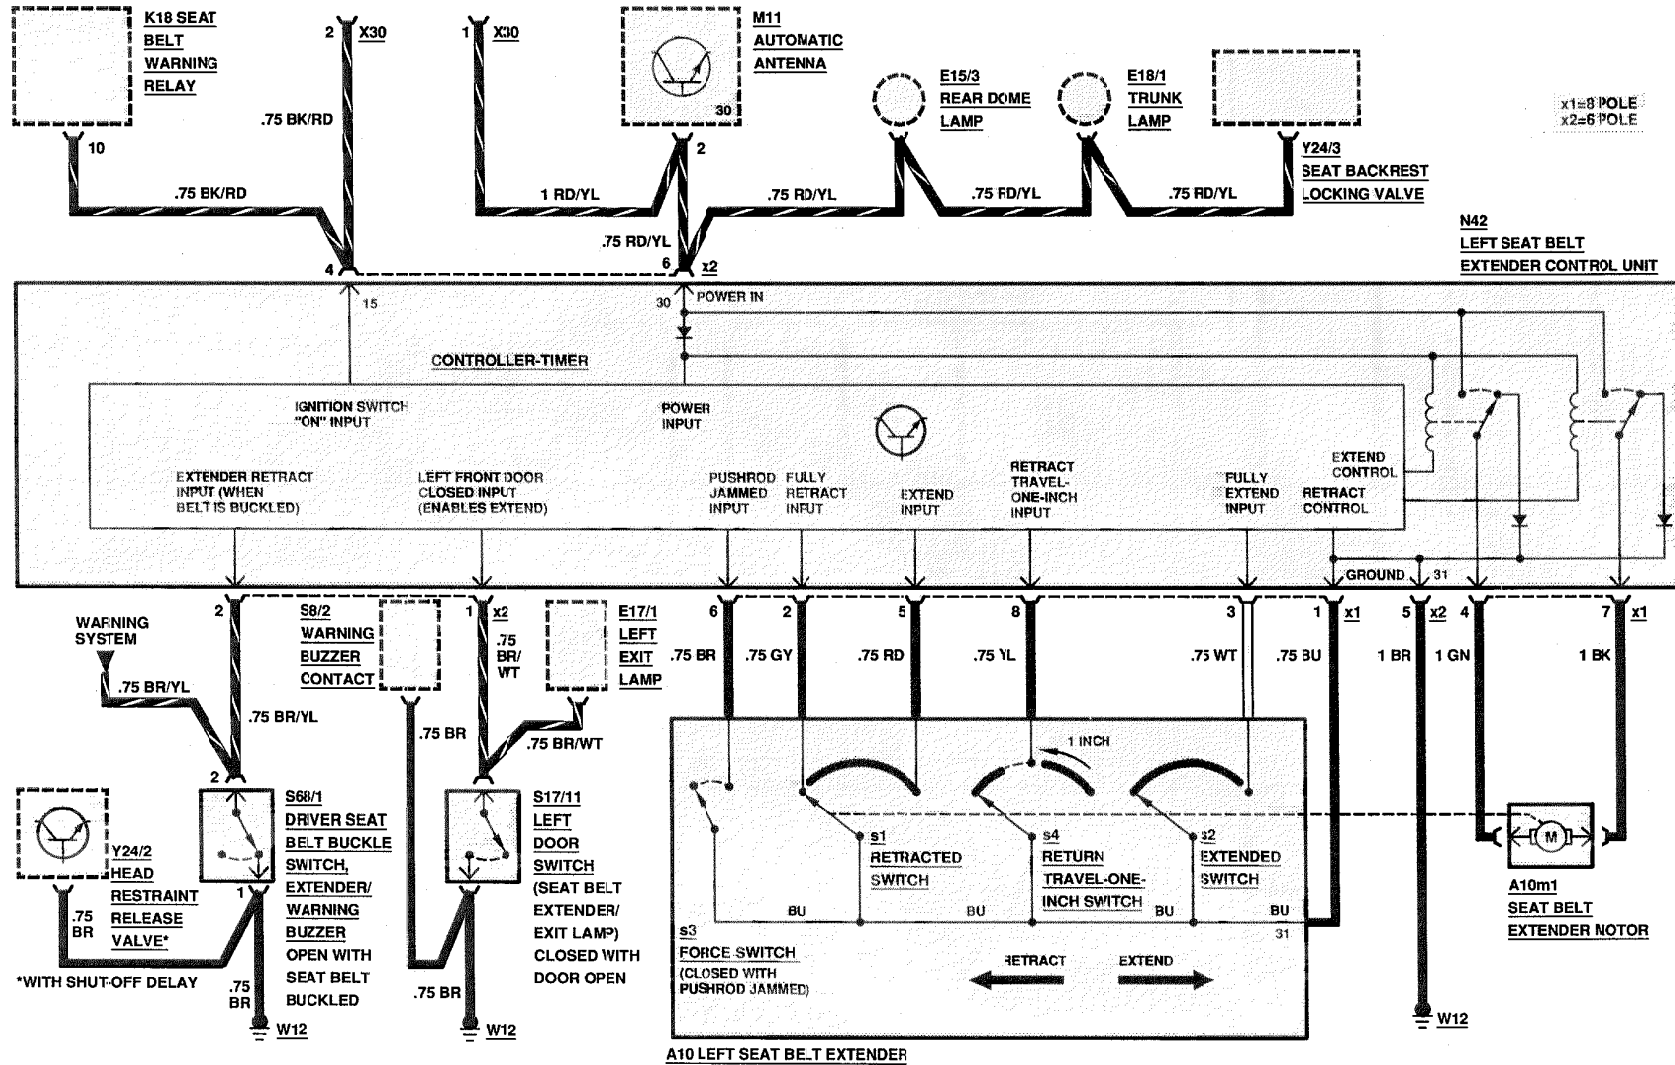 K18 SEAT
BELT
WARNING
RELAY
2 X30
1 X30
M11
AUTOMATIC
ANTENNA
30
E15/3
REAR DOME
LAMP
E18/1
TRUNK
LAMP
x1=8 POLE
x2=6 POLE
.75 BK/RD
10
2
Y24/3
SEAT BACKREST
LOCKING VALVE
.75 BK/RD
1 RD/YL
.75 RD/YL
.75 RD/YL
.75 RD/YL
.75 RD/YL
N42
LEFT SEAT BELT
EXTENDER CONTROL UNIT
4
6 x2
15
30
POWER IN
CONTROLLER-TIMER
IGNITION SWITCH
"ON" INPUT
POWER
INPUT
EXTENDER RETRACT
INPUT (WHEN
BELT IS BUCKLED)
LEFT FRONT DOOR
CLOSED INPUT
(ENABLES EXTEND)
PUSHROD
JAMMED
INPUT
FULLY
RETRACT
INPUT
EXTEND
INPUT
RETRACT
TRAVEL-
ONE-INCH
INPUT
FULLY
EXTEND
INPUT
EXTEND
CONTROL
RETRACT
CONTROL
GROUND 31
2
1 x2
6
2
5
8
3
1 x1
5 x2
4
7 x1
WARNING
SYSTEM
S8/2
WARNING
BUZZER
CONTACT
.75
BR/
WT
E17/1
LEFT
EXIT
LAMP
.75 BR
.75 GY
.75 RD
.75 YL
.75 WT
.75 BU
1 BR
1 GN
1 BK
.75 BR/YL
.75 BR/YL
.75 BR
.75 BR/WT
1 INCH
2
Y24/2
HEAD
RESTRAINT
RELEASE
VALVE*
S68/1
DRIVER SEAT
BELT BUCKLE
SWITCH,
EXTENDER/
WARNING
BUZZER
OPEN WITH
SEAT BELT
BUCKLED
S17/11
LEFT
DOOR
SWITCH
(SEAT BELT
EXTENDER/
EXIT LAMP)
CLOSED WITH
DOOR OPEN
s1
RETRACTED
SWITCH
s4
RETURN
TRAVEL-ONE-
INCH SWITCH
s2
EXTENDED
SWITCH
M
A10m1
SEAT BELT
EXTENDER MOTOR
1
.75
BR
BU
BU
BU
BU
31
s3
FORCE SWITCH
(CLOSED WITH
PUSHROD JAMMED)
RETRACT
EXTEND
*WITH SHUT-OFF DELAY
.75
BR
.75 BR
W12
W12
W12
A10 LEFT SEAT BELT EXTENDER